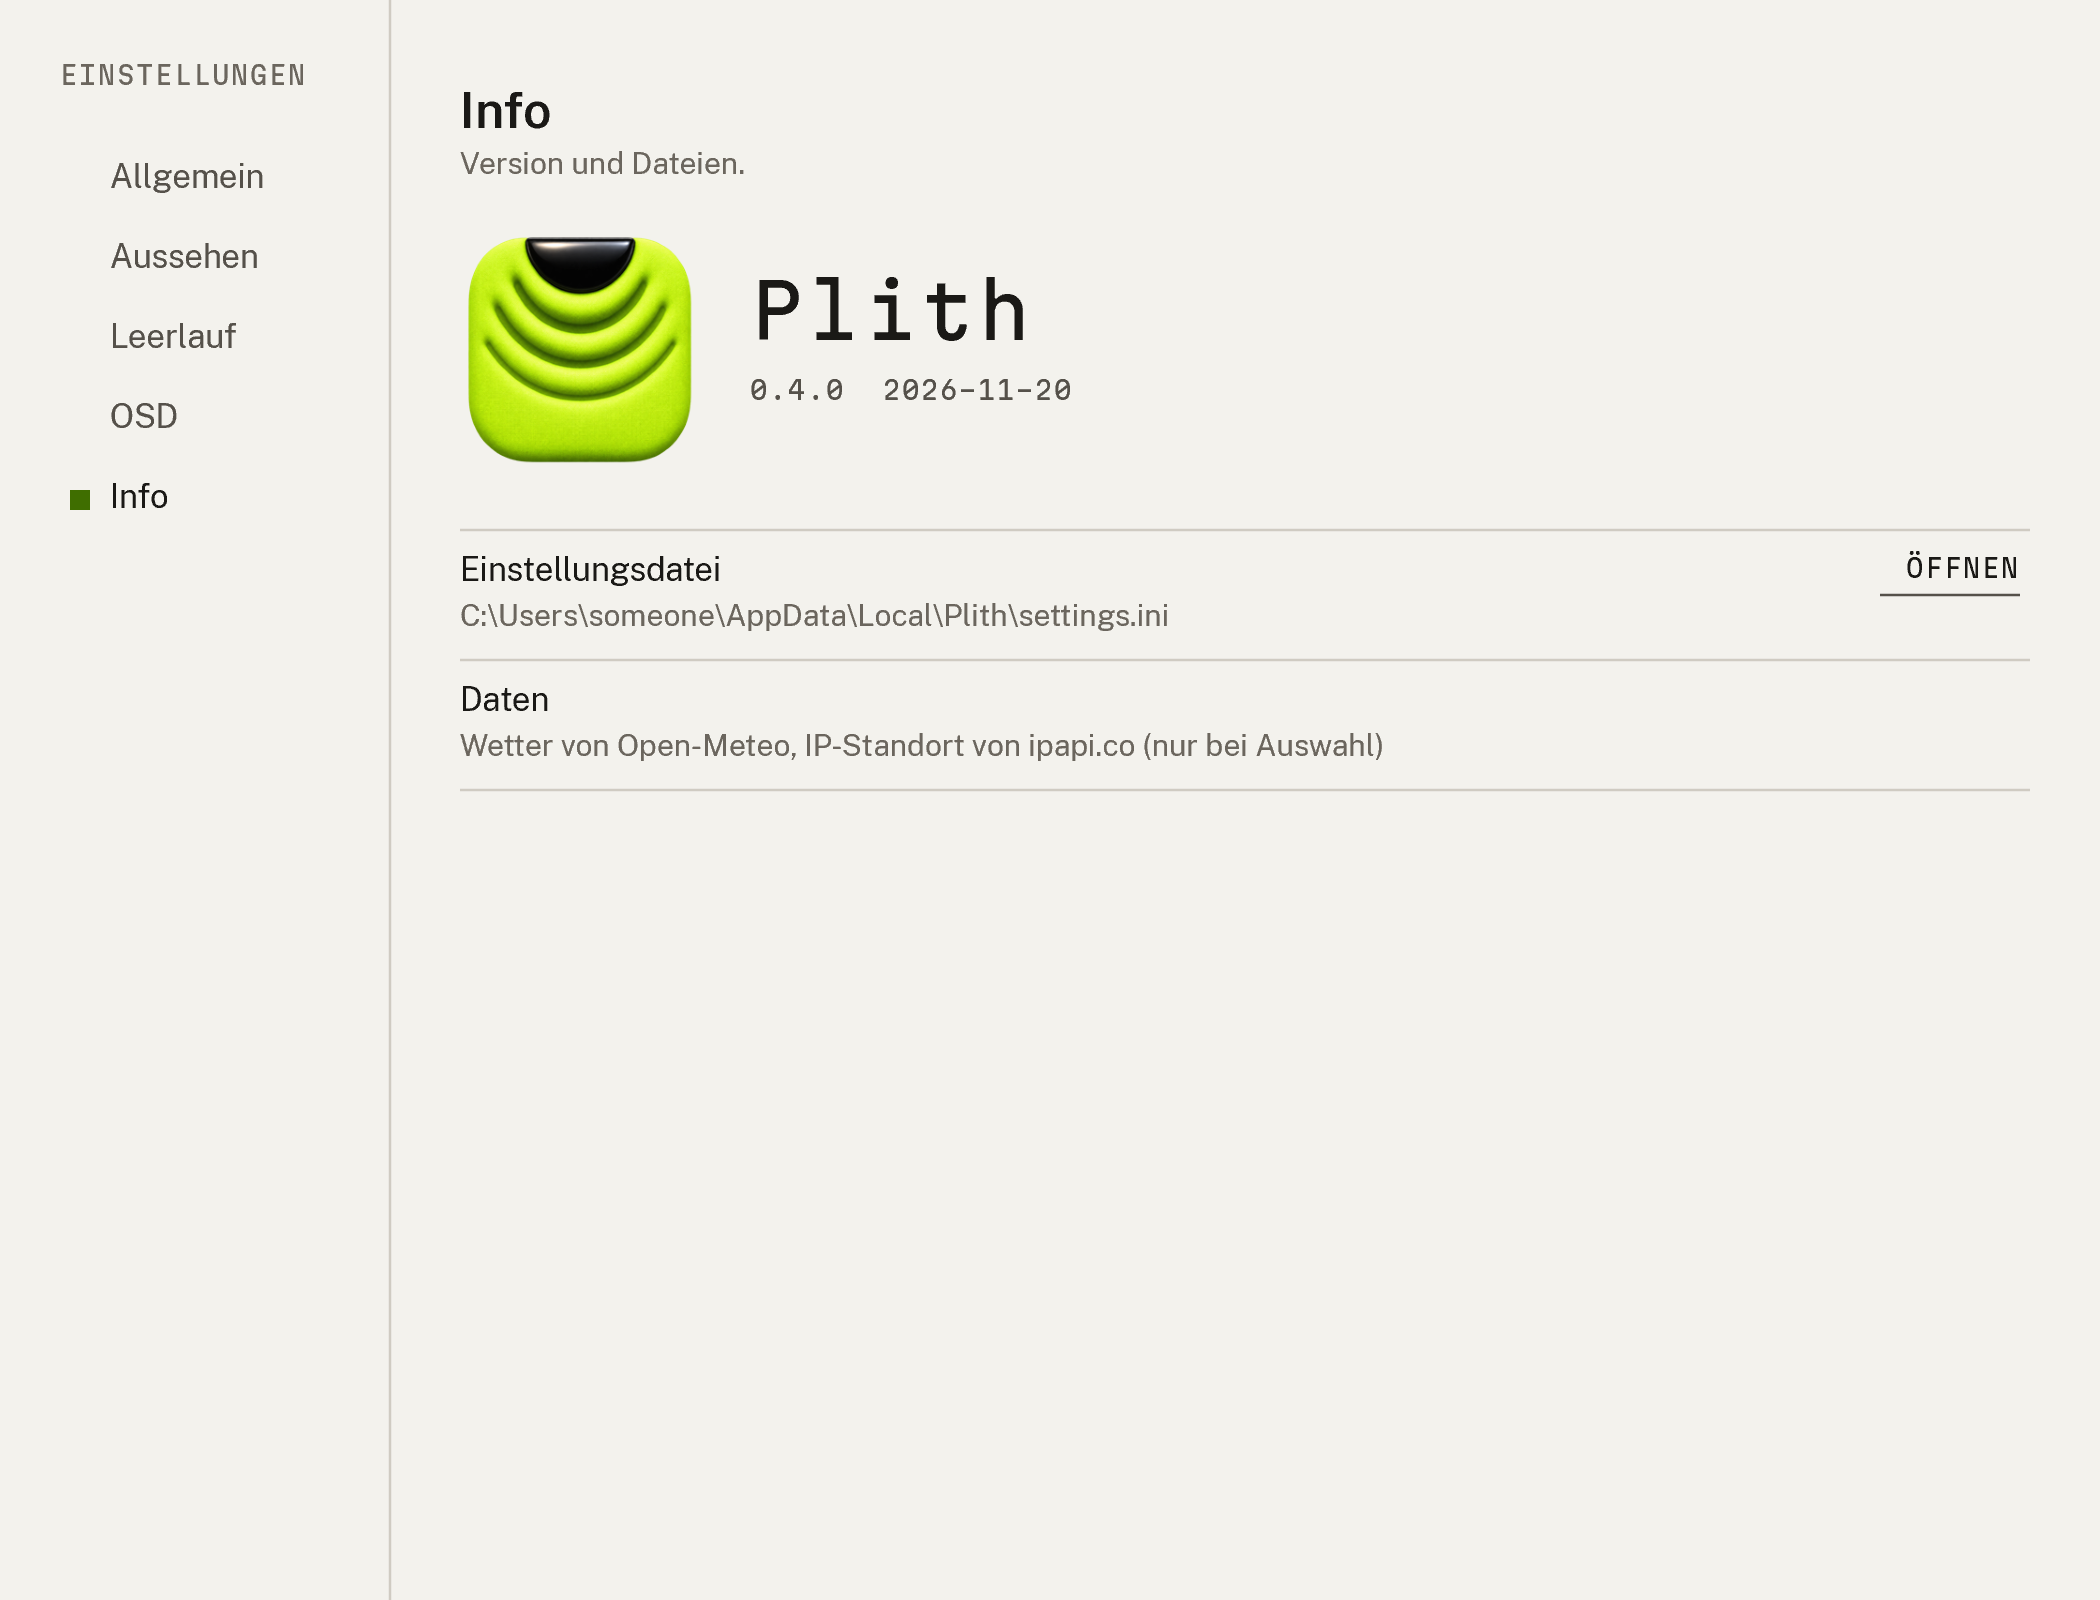 EINSTELLUNGEN
Allgemein
Aussehen
Leerlauf
OSD
Info
Info
Version und Dateien.
Plith
0.4.0  2026-11-20
Einstellungsdatei
ÖFFNEN
C:\Users\someone\AppData\Local\Plith\settings.ini
Daten
Wetter von Open-Meteo, IP-Standort von ipapi.co (nur bei Auswahl)